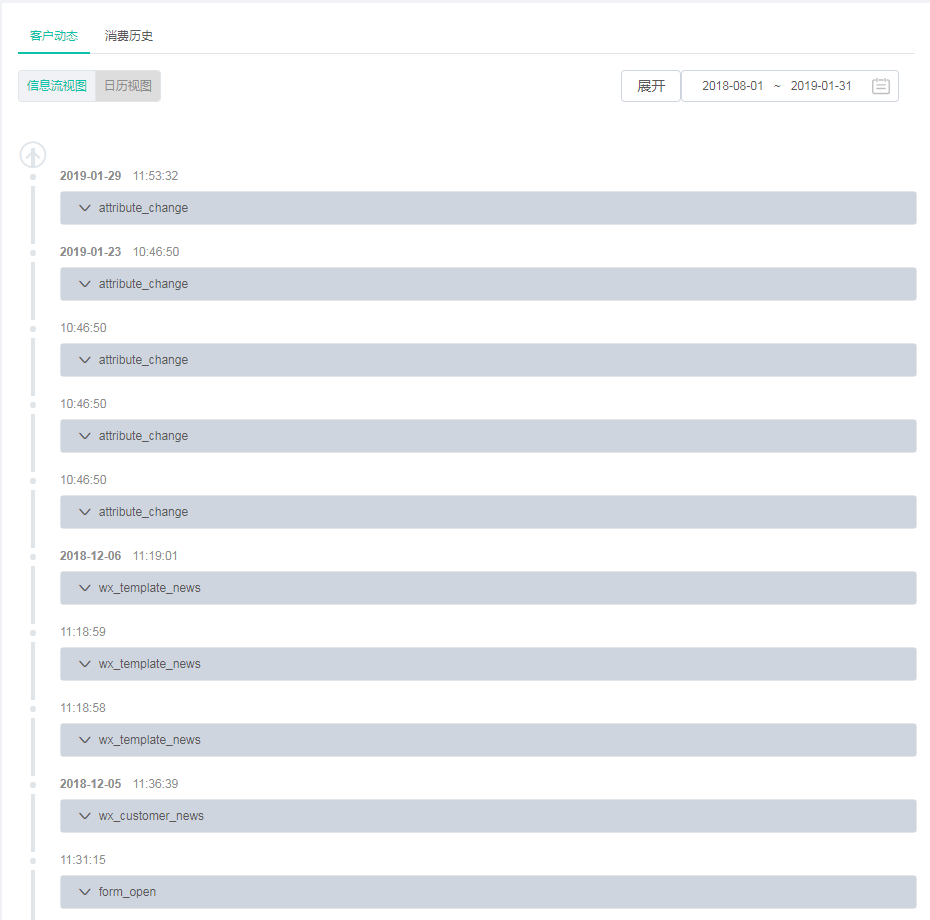 客户动态 消费历史
信息流视图 日历视图 展开 2018-08-01 ~ 2019-01-31
2019-01-29 11:53:32
attribute_change
2019-01-23 10:46:50
attribute_change
10:46:50
attribute_change
10:46:50
attribute_change
10:46:50
attribute_change
2018-12-06 11:19:01
wx_template_news
11:18:59
wx_template_news
11:18:58
wx_template_news
2018-12-05 11:36:39
wx_customer_news
11:31:15
form_open